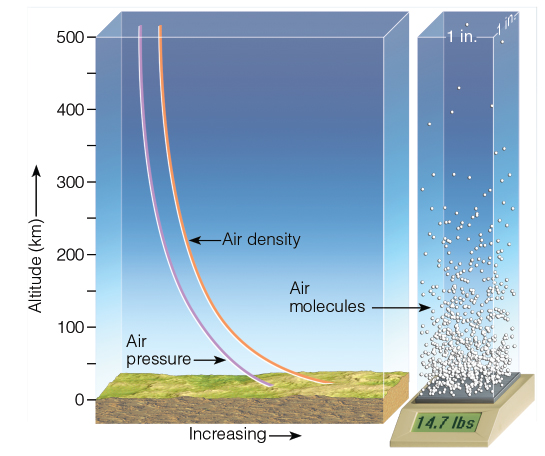 500
400
300
200
100
0
Altitude (km)
Air density
Air
pressure
Increasing
1 in.
1 in.
Air
molecules
14.7 lbs